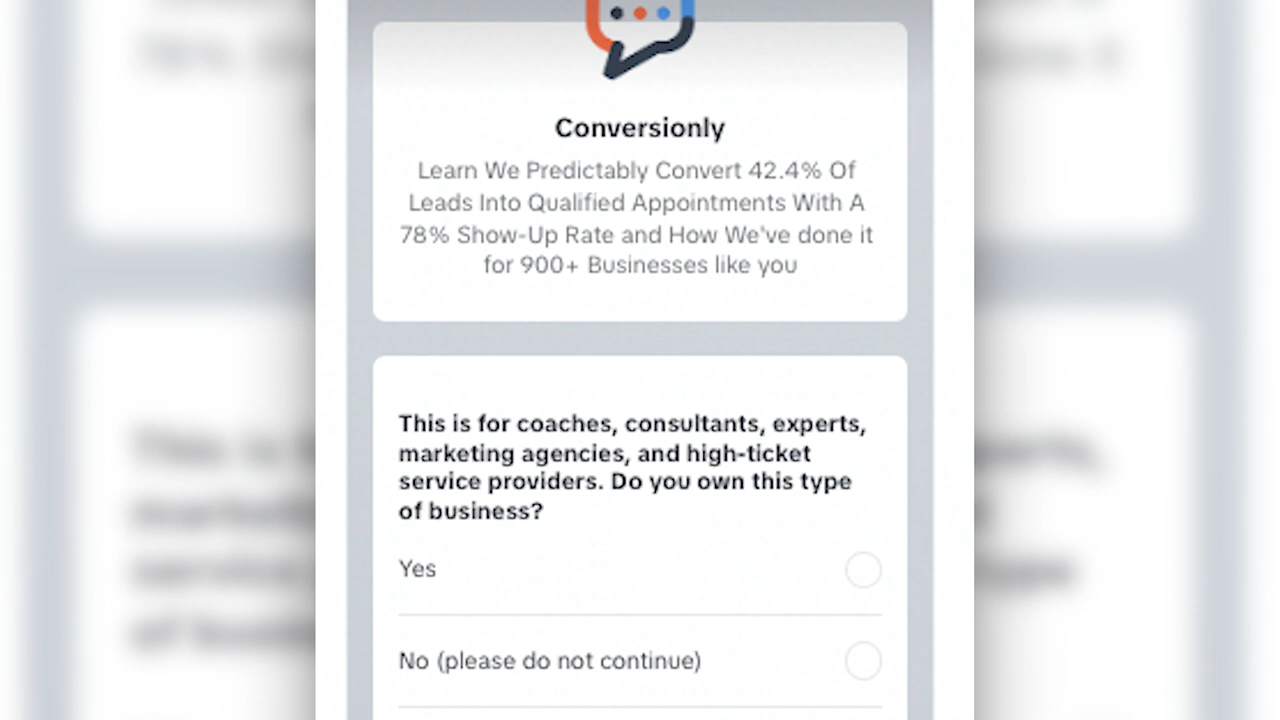 Conversionly
Learn We Predictably Convert 42.4% Of
Leads Into Qualified Appointments With A
78% Show-Up Rate and How We've done it
for 900+ Businesses like you
This is for coaches, consultants, experts,
marketing agencies, and high-ticket
service providers. Do you own this type
of business?
Yes
No (please do not continue)